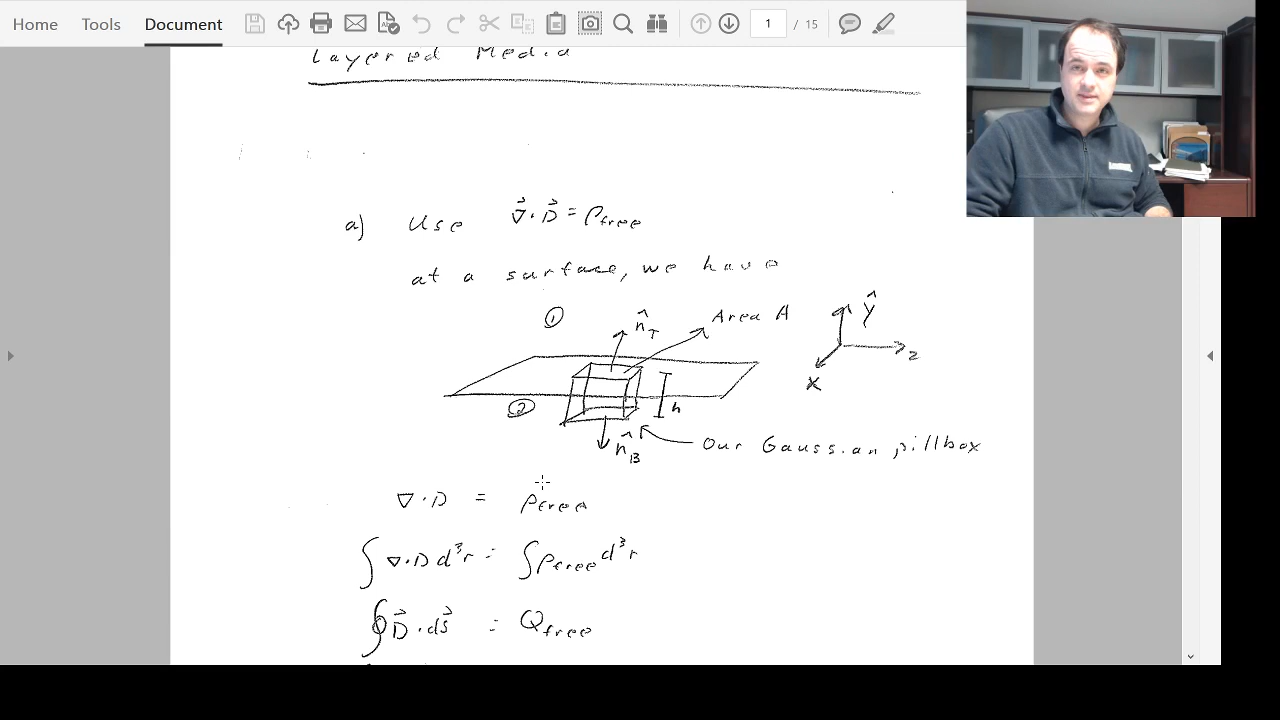 Home Tools Document 1 / 15
Layered Media
a) Use ∇⃗·D⃗ = ρfree
at a surface, we have
① n̂T Area A ŷ
z
x
② h
n̂B Our Gaussian pillbox
∇·D = ρfree
∫∇·D d³r = ∫ρfree d³r
∮D⃗·ds⃗ = Qfree